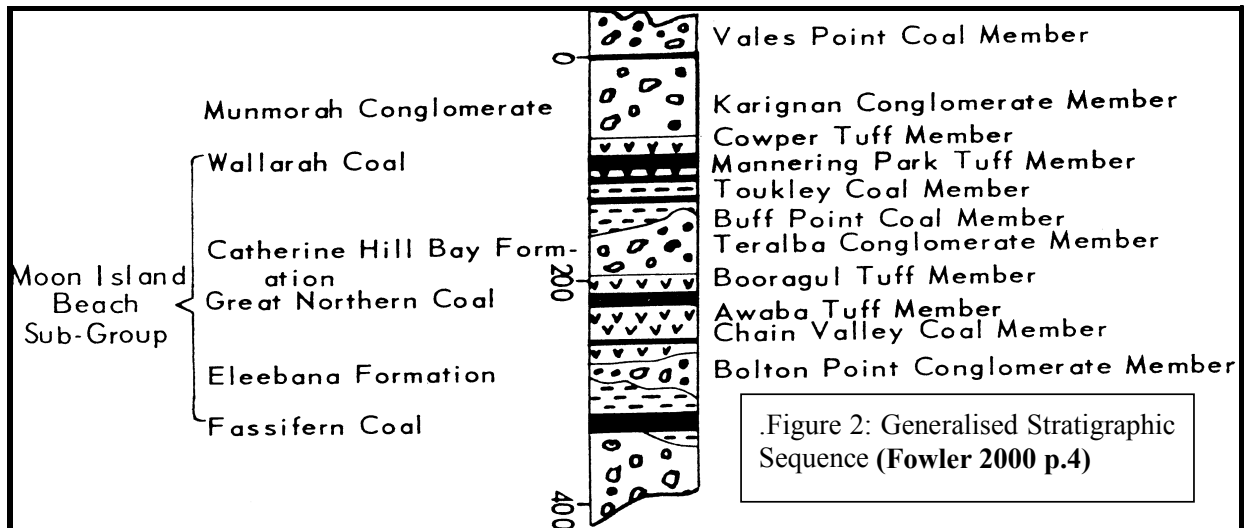 Vales Point Coal Member
0
Munmorah Conglomerate
Karignan Conglomerate Member
Cowper Tuff Member
Wallarah Coal
Mannering Park Tuff Member
Toukley Coal Member
Buff Point Coal Member
Catherine Hill Bay Form-
ation
Teralba Conglomerate Member
Moon Island
Beach
Sub-Group
200
Booragul Tuff Member
Great Northern Coal
Awaba Tuff Member
Chain Valley Coal Member
Eleebana Formation
Bolton Point Conglomerate Member
Fassifern Coal
.Figure 2: Generalised Stratigraphic
Sequence (Fowler 2000 p.4)
400